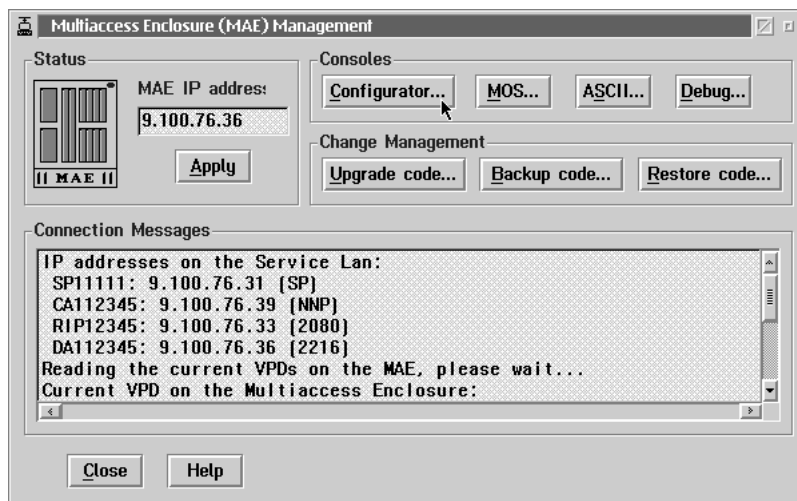 Multiaccess Enclosure (MAE) Management
Status
MAE IP address
9.100.76.36
Apply
MAE
Consoles
Configurator... MOS... ASCII... Debug...
Change Management
Upgrade code... Backup code... Restore code...
Connection Messages
IP addresses on the Service Lan:
SP11111: 9.100.76.31 (SP)
CA112345: 9.100.76.39 (NNP)
RIP12345: 9.100.76.33 (2080)
DA112345: 9.100.76.36 (2216)
Reading the current VPDs on the MAE, please wait...
Current VPD on the Multiaccess Enclosure:
Close Help